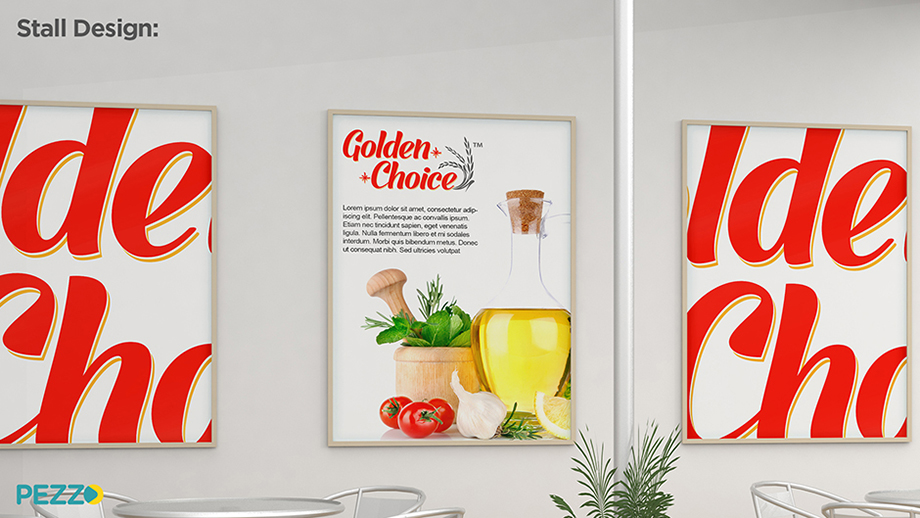 Stall Design:
lde
Cho
Golden
Choice
TM
Lorem ipsum dolor sit amet, consectetur adip-
iscing elit. Pellentesque ac convallis ipsum.
Etiam nec tincidunt sapien, eget venenatis
ligula. Nulla fermentum libero et mi sodales
interdum. Morbi quis bibendum metus. Donec
ut consequat nibh. Sed ultricies volutpat
lde
Cho
PEZZO